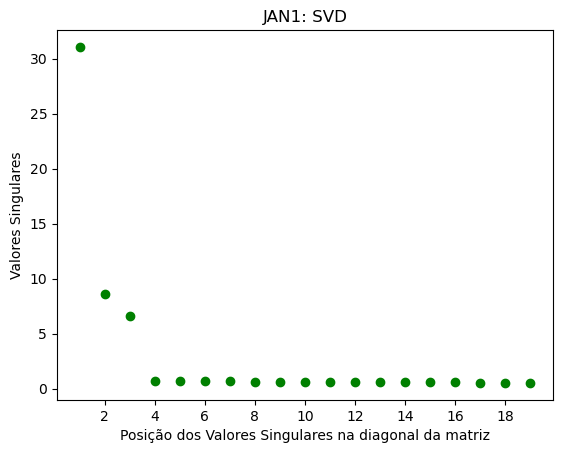 JAN1: SVD
Valores Singulares
30
25
20
15
10
5
0
2 4 6 8 10 12 14 16 18
Posição dos Valores Singulares na diagonal da matriz